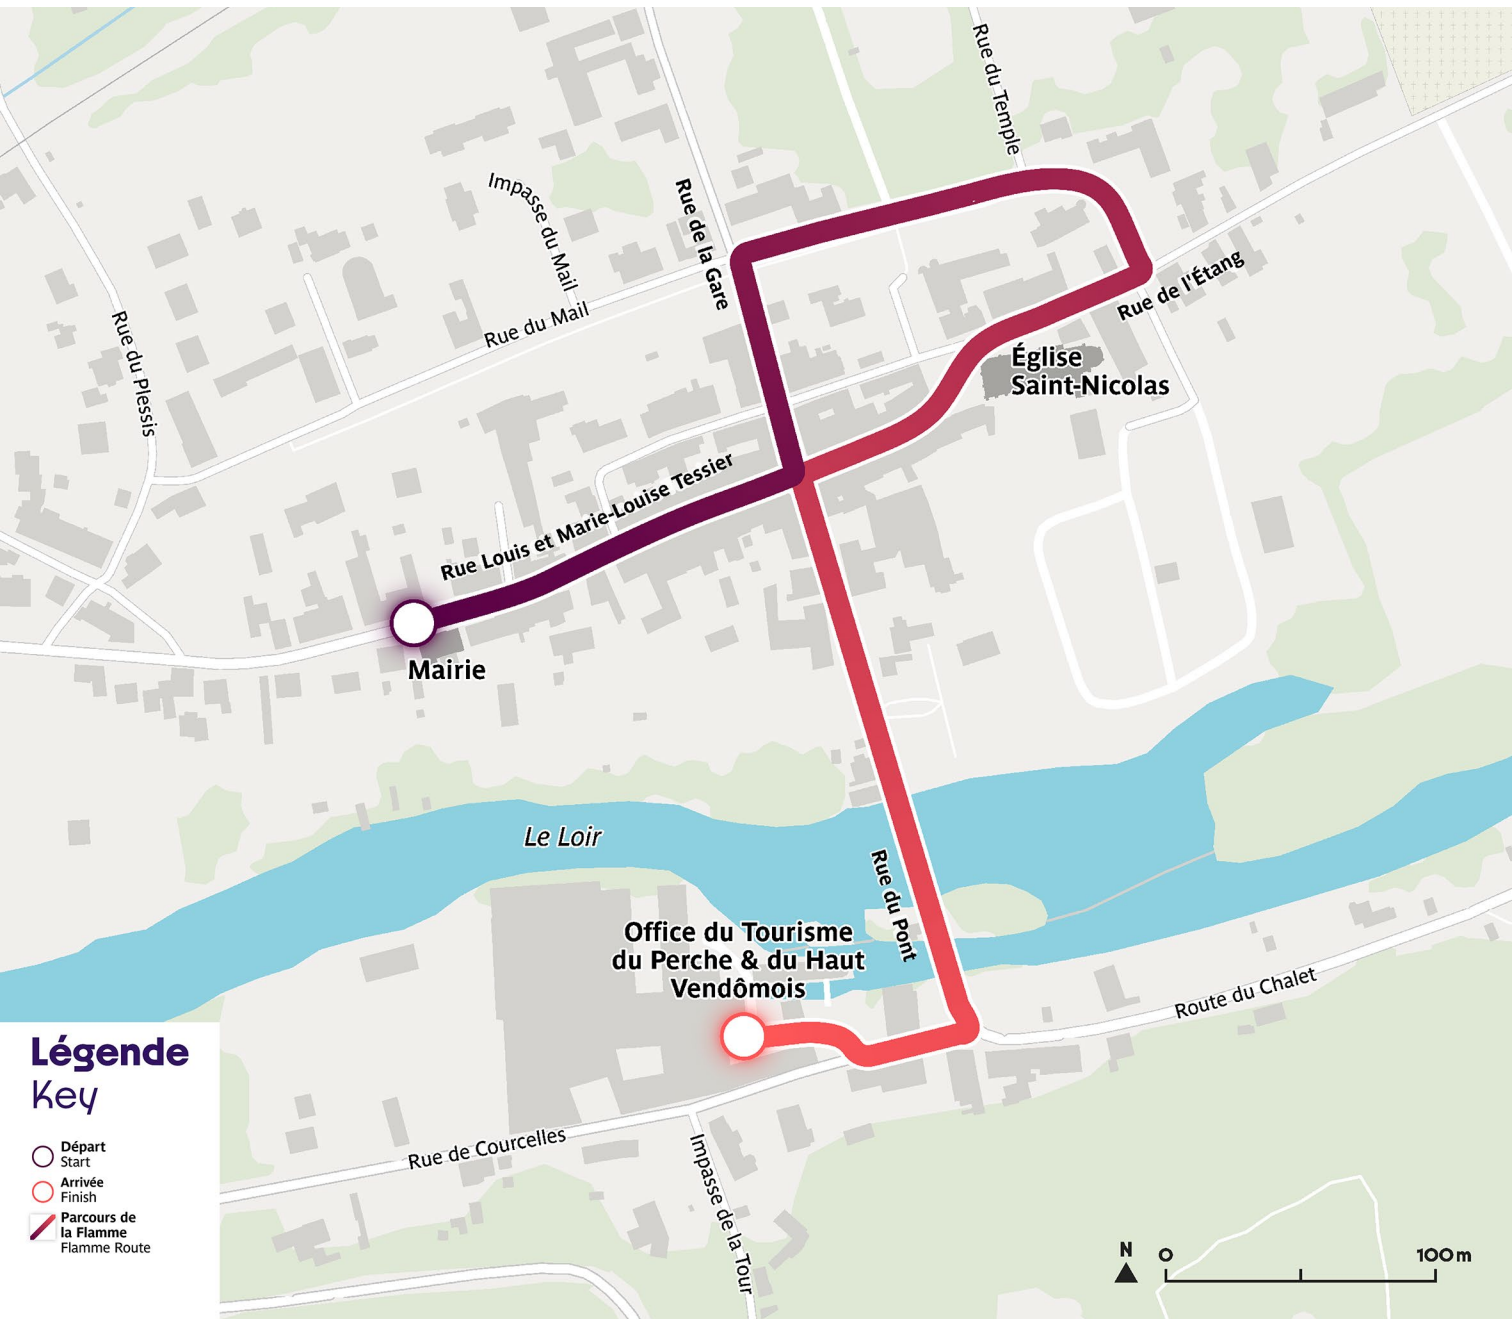 Rue du Temple
Impasse du Mail
Rue de la Gare
Rue du Mail
Rue du Plessis
Rue de l'Étang
Église
Saint-Nicolas
Rue Louis et Marie-Louise Tessier
Mairie
Le Loir
Rue du Pont
Office du Tourisme
du Perche & du Haut
Vendômois
Route du Chalet
Rue de Courcelles
Impasse de la Tour
Légende
Key
Départ
Start
Arrivée
Finish
Parcours de
la Flamme
Flamme Route
N 0 100 m